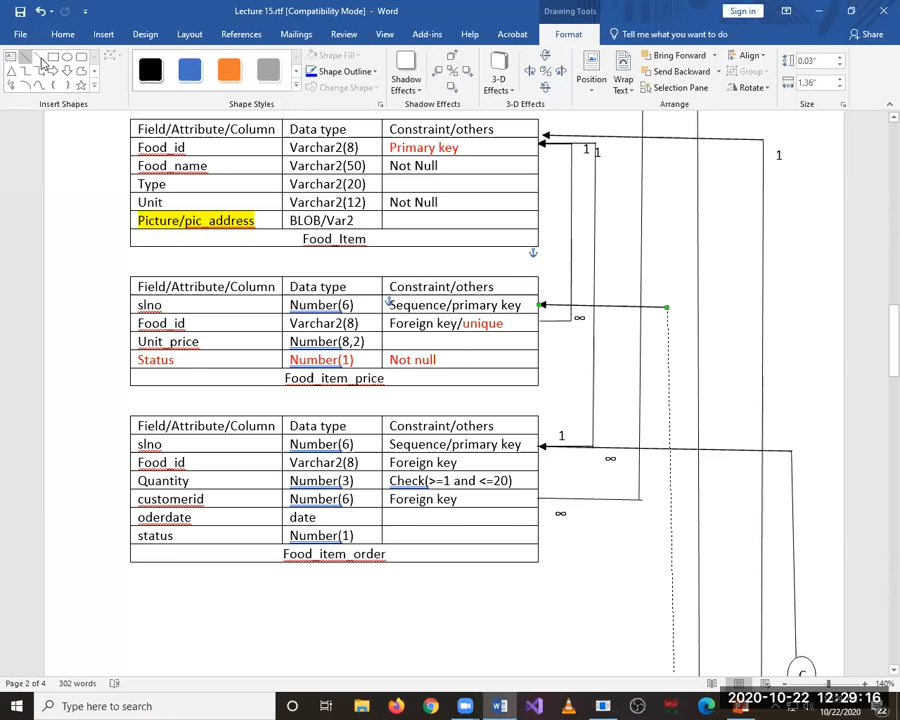 Lecture 15.rtf [Compatibility Mode] - Word
Drawing Tools
Sign in
File Home Insert Design Layout References Mailings Review View Add-ins Help Acrobat Format Tell me what you want to do Share
Shape Fill
Shape Outline
Change Shape
Shadow Effects
3-D Effects
Position
Wrap Text
Bring Forward
Send Backward
Selection Pane
Align
Group
Rotate
0.03"
1.36"
Insert Shapes Shape Styles Shadow Effects 3-D Effects Arrange Size
Field/Attribute/Column Data type Constraint/others
Food_id Varchar2(8) Primary key
Food_name Varchar2(50) Not Null
Type Varchar2(20)
Unit Varchar2(12) Not Null
Picture/pic_address BLOB/Var2
Food_Item
1 1
1
Field/Attribute/Column Data type Constraint/others
slno Number(6) Sequence/primary key
Food_id Varchar2(8) Foreign key/unique
∞
Unit_price Number(8,2)
Status Number(1) Not null
Food_item_price
Field/Attribute/Column Data type Constraint/others
slno Number(6) Sequence/primary key
1
Food_id Varchar2(8) Foreign key
∞
Quantity Number(3) Check(>=1 and <=20)
customerid Number(6) Foreign key
∞
oderdate date
status Number(1)
Food_item_order
C
Page 2 of 4 302 words 140%
Type here to search
2020-10-22 12:29:16
10/22/2020
22